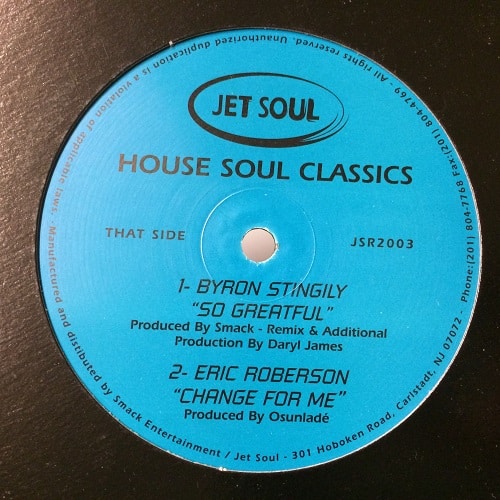 JET SOUL
HOUSE SOUL CLASSICS
THAT SIDE
JSR2003
1- BYRON STINGILY
"SO GREATFUL"
Produced By Smack - Remix & Additional
Production By Daryl James
2- ERIC ROBERSON
"CHANGE FOR ME"
Produced By Osunladé
Manufactured and distributed by Smack Entertainment / Jet Soul - 301 Hoboken Road, Carlstadt, NJ 07072 . Phone:(201) 804-7768 Fax:(201) 804-4769 . All rights reserved. Unauthorized duplication is a violation of applicable laws.